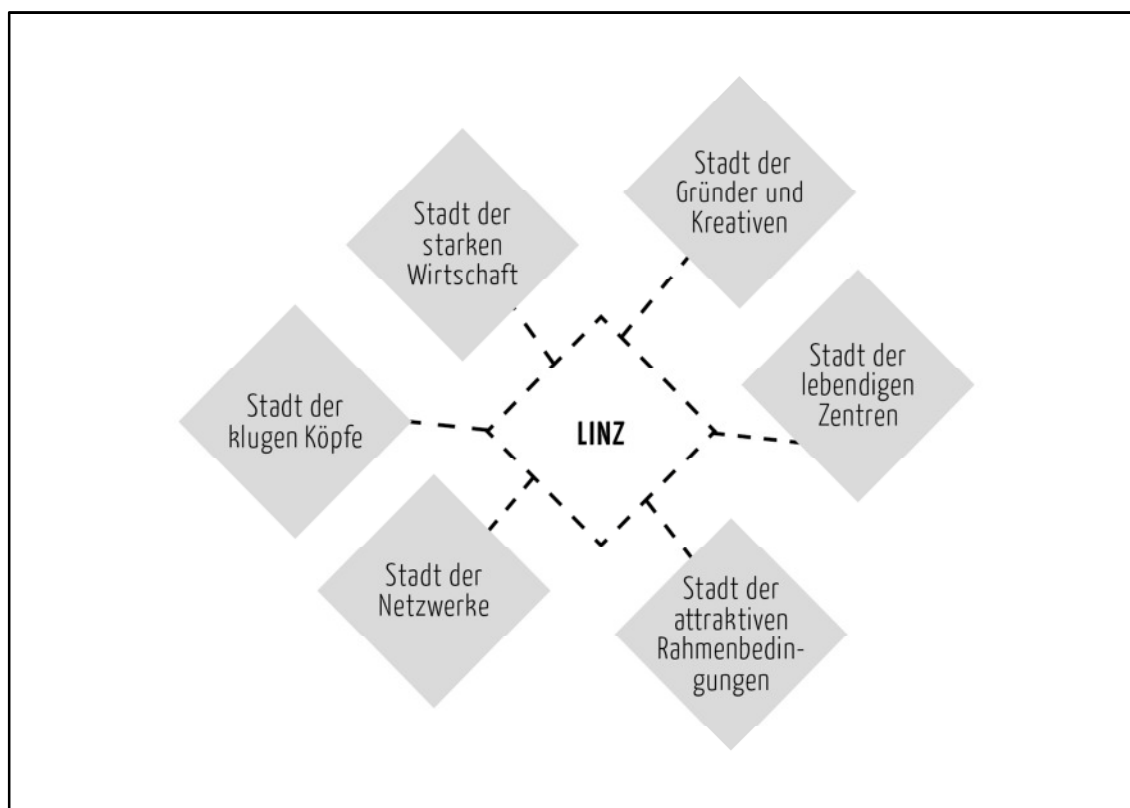 Stadt der
Gründer und
Kreativen
Stadt der
starken
Wirtschaft
Stadt der
lebendigen
Zentren
Stadt der
klugen Köpfe
LINZ
Stadt der
Netzwerke
Stadt der
attraktiven
Rahmenbedin-
gungen